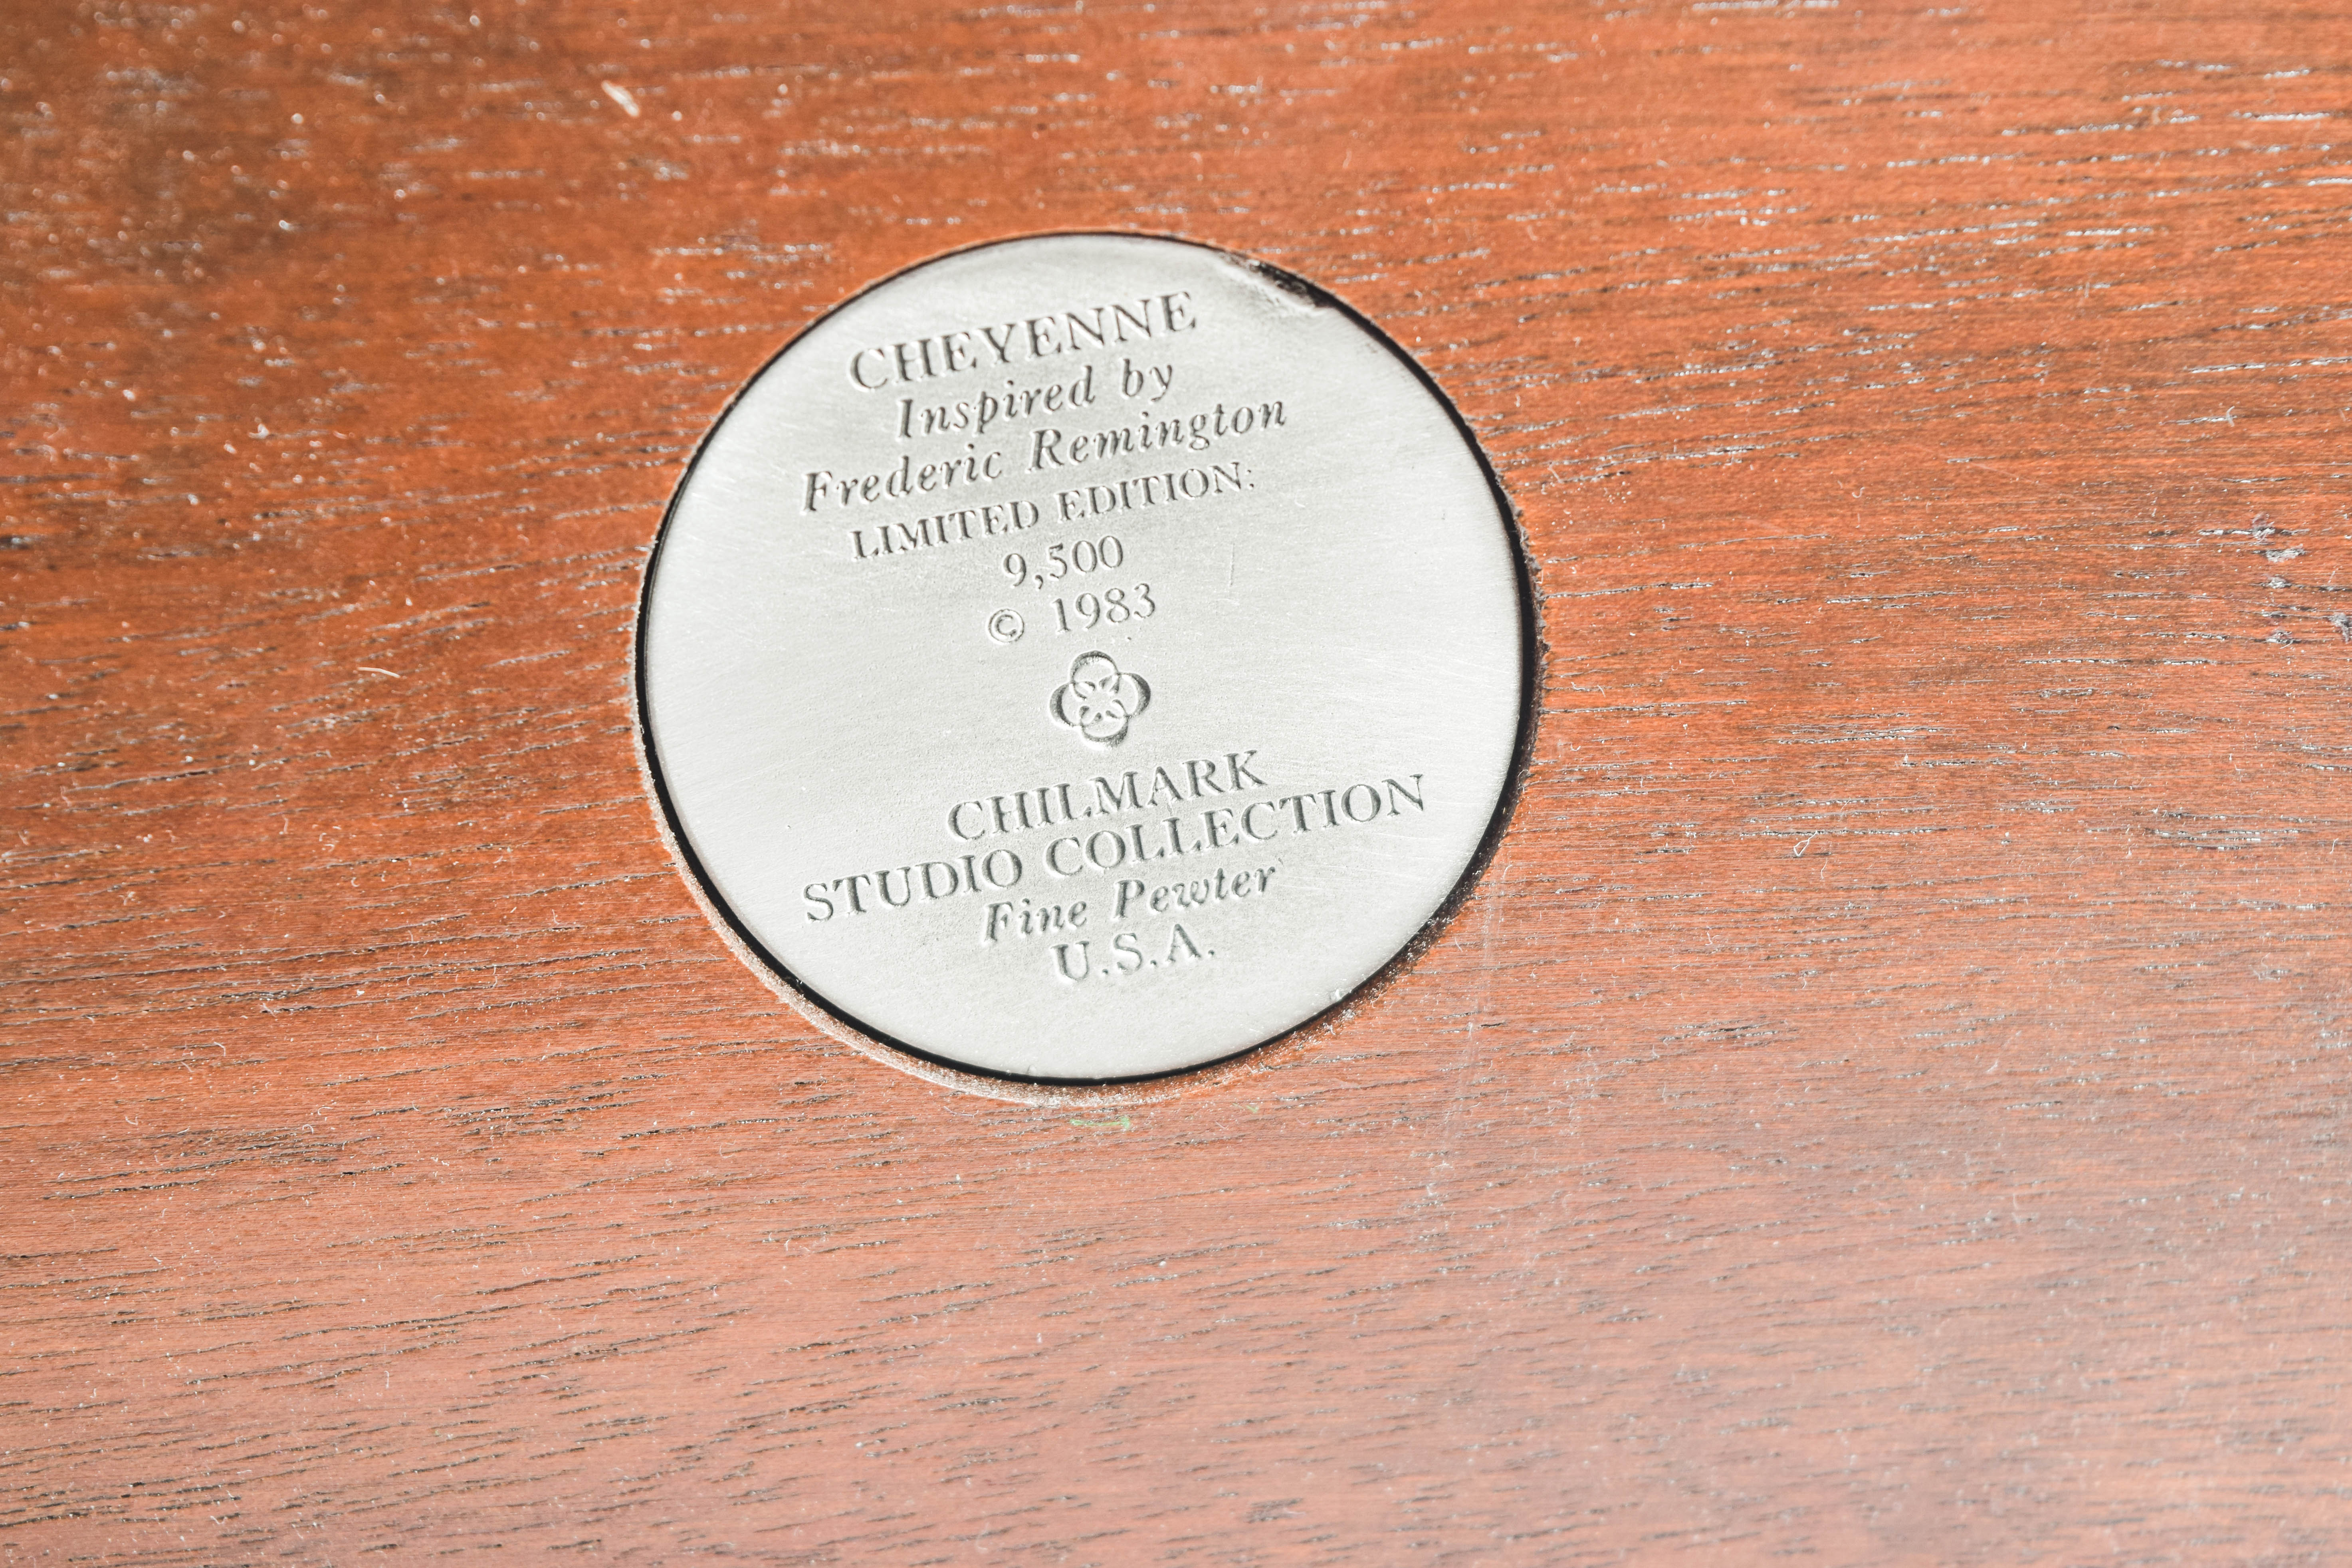 CHEYENNE
Inspired by
Frederic Remington
LIMITED EDITION:
9,500
© 1983
CHILMARK
STUDIO COLLECTION
Fine Pewter
U.S.A.